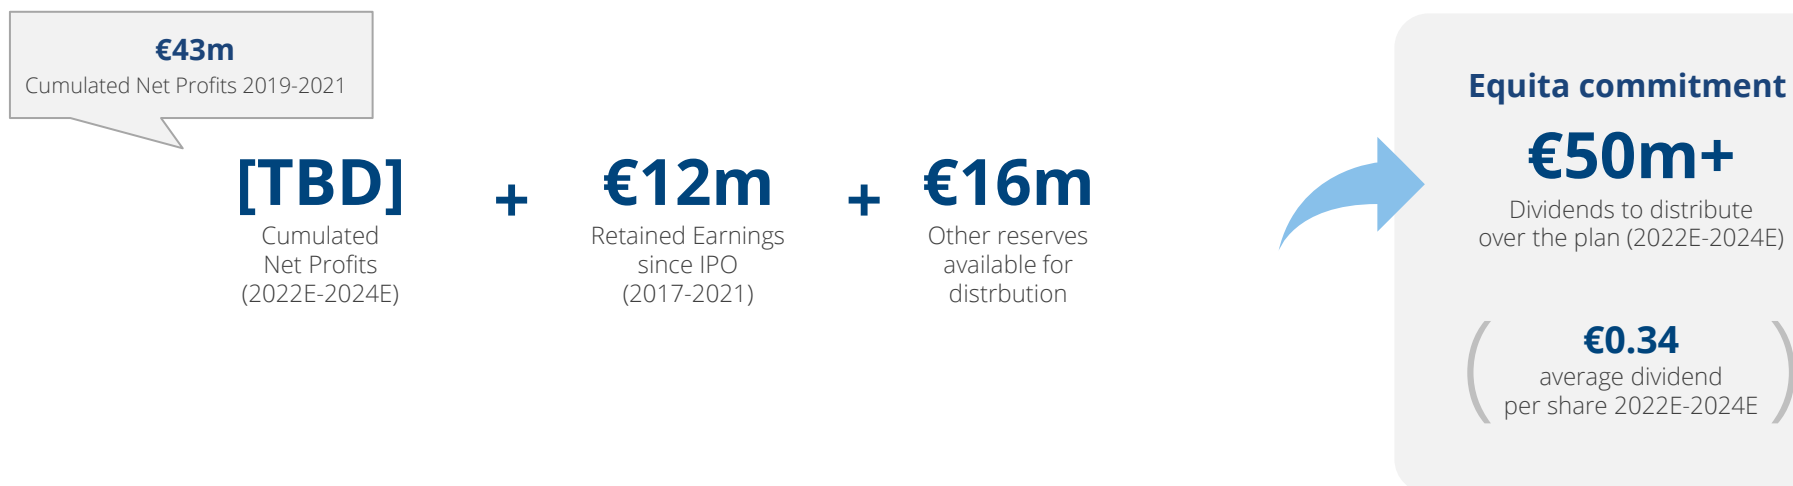 €43m
Cumulated Net Profits 2019-2021
[TBD]
Cumulated
Net Profits
(2022E-2024E)
+
€12m
Retained Earnings
since IPO
(2017-2021)
+
€16m
Other reserves
available for
distrbution
Equita commitment
€50m+
Dividends to distribute
over the plan (2022E-2024E)
( €0.34 )
average dividend
per share 2022E-2024E